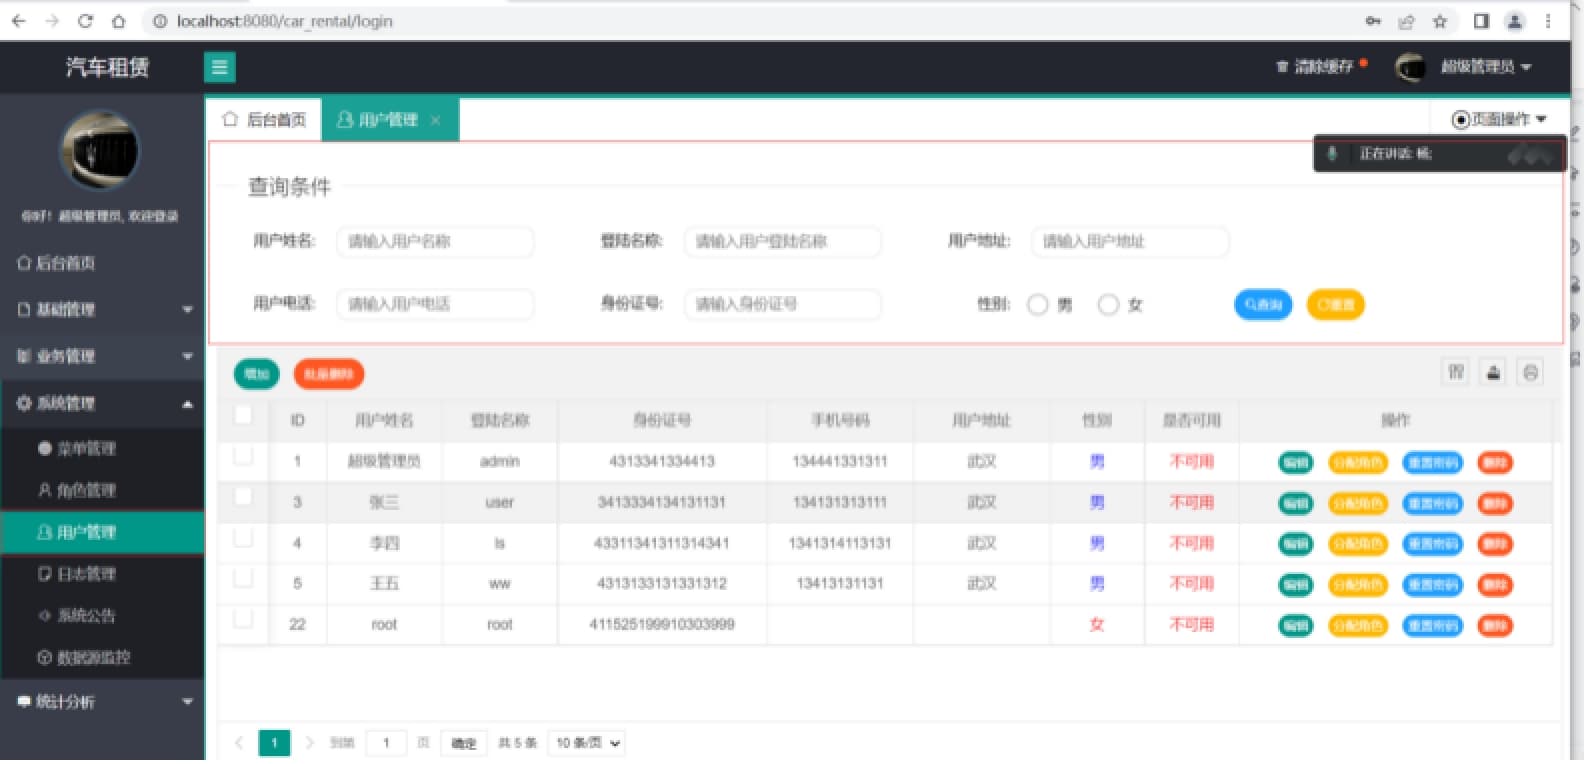 localhost:8080/car_rental/login
汽车租赁
清除缓存
超级管理员
后台首页
用户管理
页面操作
正在讲话: 杨;
你好！超级管理员, 欢迎登录
后台首页
基础管理
业务管理
系统管理
菜单管理
角色管理
用户管理
日志管理
系统公告
数据源监控
统计分析
查询条件
用户姓名: 请输入用户名称 登陆名称: 请输入用户登陆名称 用户地址: 请输入用户地址
用户电话: 请输入用户电话 身份证号: 请输入身份证号 性别: 男 女 查询 重置
增加 批量删除
ID 用户姓名 登陆名称 身份证号 手机号码 用户地址 性别 是否可用 操作
1 超级管理员 admin 4313341334413 134441331311 武汉 男 不可用 编辑 分配角色 重置密码 删除
3 张三 user 3413334134131131 134131313111 武汉 男 不可用 编辑 分配角色 重置密码 删除
4 李四 ls 43311341311314341 1341314113131 武汉 男 不可用 编辑 分配角色 重置密码 删除
5 王五 ww 4313133131331312 13413131131 武汉 男 不可用 编辑 分配角色 重置密码 删除
22 root root 411525199910303999 女 不可用 编辑 分配角色 重置密码 删除
1 到第 1 页 确定 共 5 条 10 条/页